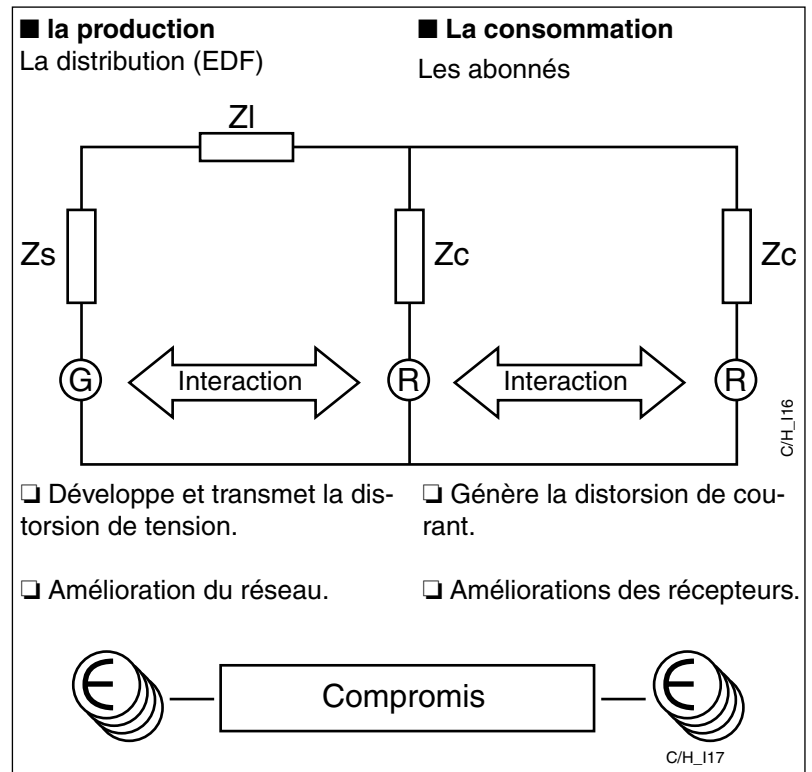 ■ la production
La distribution (EDF)
■ La consommation
Les abonnés
Zl
Zs
Zc
Zc
G
Interaction
R
Interaction
R
C/H_I16
❏ Développe et transmet la dis-
torsion de tension.
❏ Génère la distorsion de cou-
rant.
❏ Amélioration du réseau.
❏ Améliorations des récepteurs.
€
Compromis
€
C/H_I17